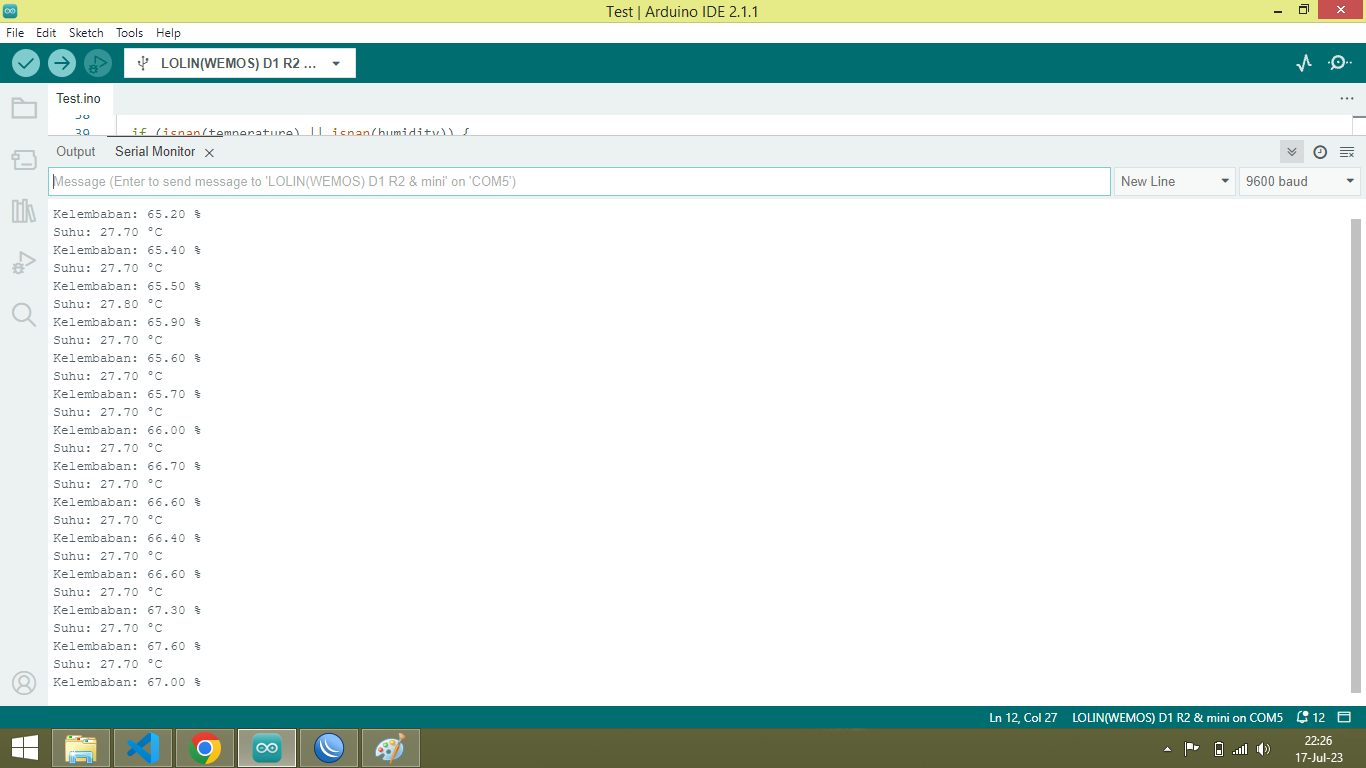 Test | Arduino IDE 2.1.1
File Edit Sketch Tools Help
LOLIN(WEMOS) D1 R2 ...
Test.ino
38
39 if (isnan(temperature) || isnan(humidity)) {
Output Serial Monitor
Message (Enter to send message to 'LOLIN(WEMOS) D1 R2 & mini' on 'COM5')
New Line
9600 baud
Kelembaban: 65.20 %
Suhu: 27.70 °C
Kelembaban: 65.40 %
Suhu: 27.70 °C
Kelembaban: 65.50 %
Suhu: 27.80 °C
Kelembaban: 65.90 %
Suhu: 27.70 °C
Kelembaban: 65.60 %
Suhu: 27.70 °C
Kelembaban: 65.70 %
Suhu: 27.70 °C
Kelembaban: 66.00 %
Suhu: 27.70 °C
Kelembaban: 66.70 %
Suhu: 27.70 °C
Kelembaban: 66.60 %
Suhu: 27.70 °C
Kelembaban: 66.40 %
Suhu: 27.70 °C
Kelembaban: 66.60 %
Suhu: 27.70 °C
Kelembaban: 67.30 %
Suhu: 27.70 °C
Kelembaban: 67.60 %
Suhu: 27.70 °C
Kelembaban: 67.00 %
Ln 12, Col 27 LOLIN(WEMOS) D1 R2 & mini on COM5 12
22:26
17-Jul-23